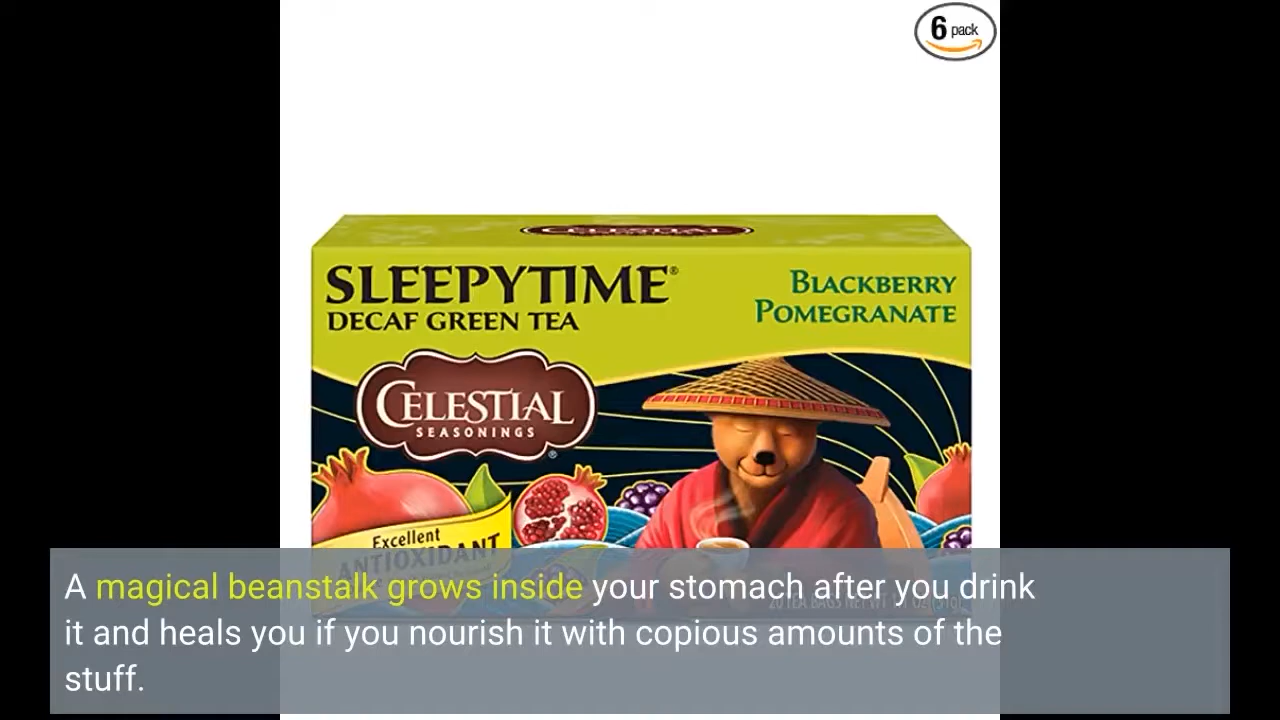 6 pack
CELESTIAL
SLEEPYTIME®
DECAF GREEN TEA
BLACKBERRY
POMEGRANATE
CELESTIAL
SEASONINGS
®
Excellent
ANTIOXIDANT
A magical beanstalk grows inside your stomach after you drink
it and heals you if you nourish it with copious amounts of the
stuff.